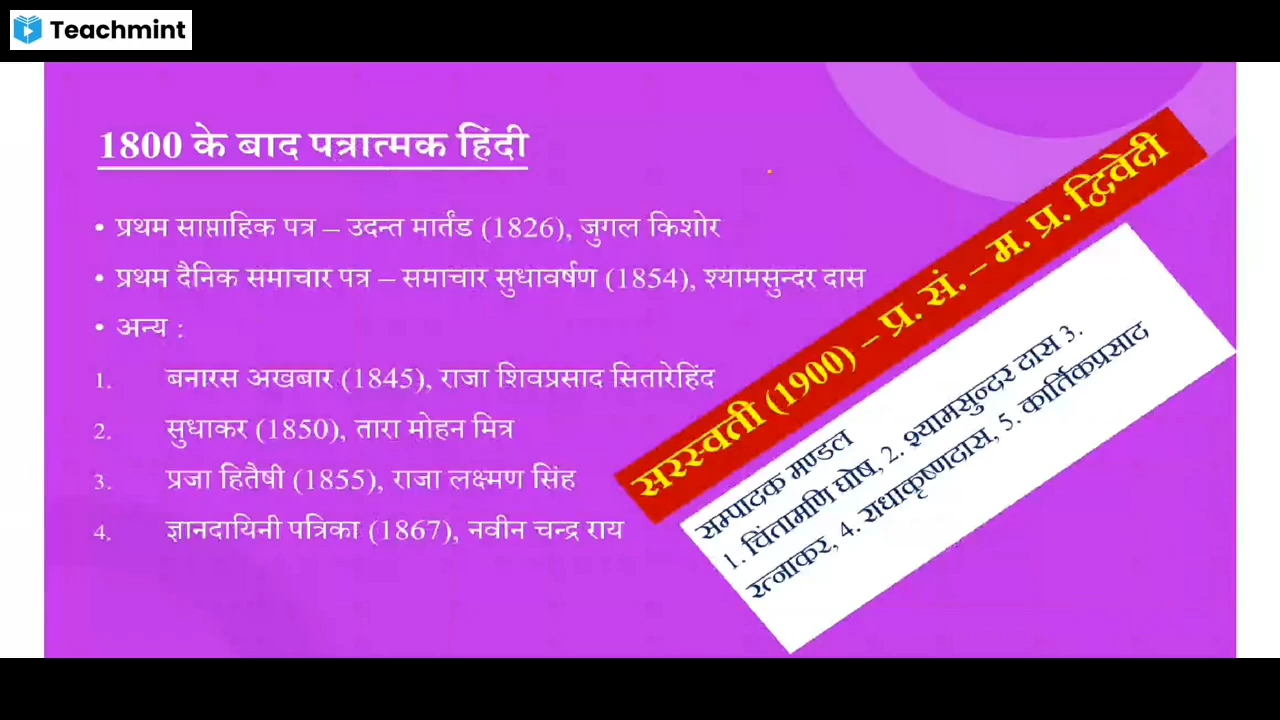 Teachmint
1800 के बाद पत्रात्मक हिंदी
• प्रथम साप्ताहिक पत्र – उदन्त मार्तंड (1826), जुगल किशोर
• प्रथम दैनिक समाचार पत्र – समाचार सुधावर्षण (1854), श्यामसुन्दर दास
• अन्य :
1. बनारस अखबार (1845), राजा शिवप्रसाद सितारेहिंद
2. सुधाकर (1850), तारा मोहन मित्र
3. प्रजा हितैषी (1855), राजा लक्ष्मण सिंह
4. ज्ञानदायिनी पत्रिका (1867), नवीन चन्द्र राय
सरस्वती (1900) – प्र. सं. – म. प्र. द्विवेदी
सम्पादक मण्डल
1. चिंतामणि घोष, 2. श्यामसुन्दर दास 3.
रत्नाकर, 4. राधाकृष्णदास, 5. कार्तिकप्रसाद